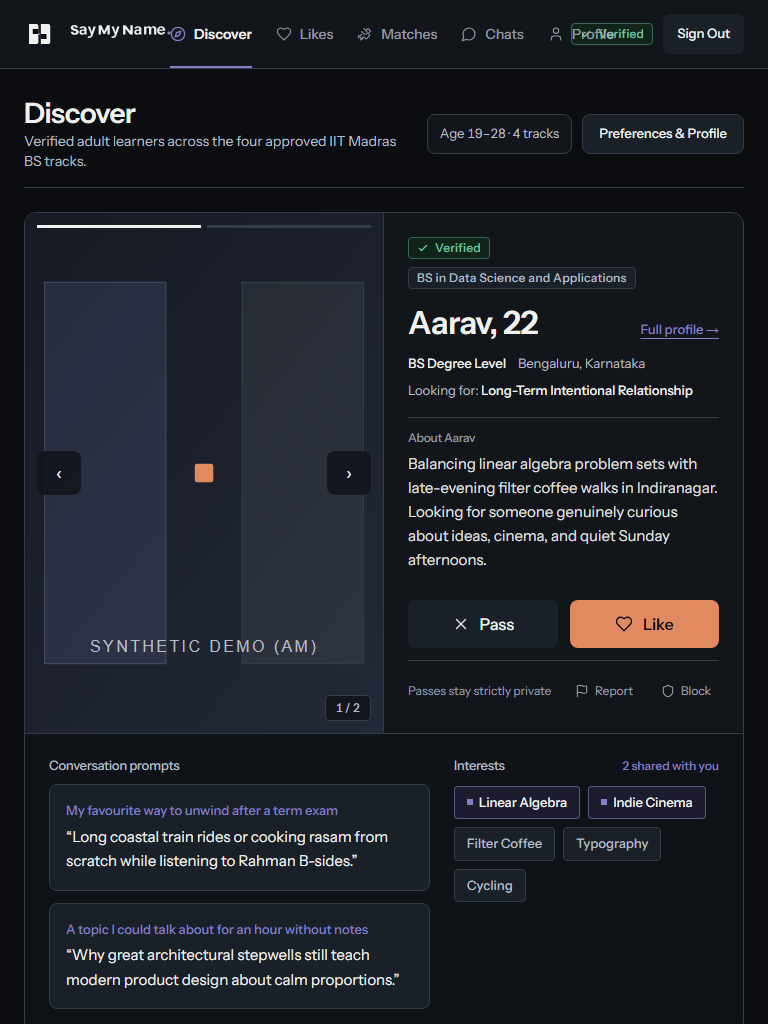 Say My Name.
Discover
Likes
Matches
Chats
Profile
Verified
Sign Out
Discover
Verified adult learners across the four approved IIT Madras
BS tracks.
Age 19–28 · 4 tracks
Preferences & Profile
Verified
BS in Data Science and Applications
Aarav, 22
Full profile →
BS Degree Level Bengaluru, Karnataka
Looking for: Long-Term Intentional Relationship
About Aarav
Balancing linear algebra problem sets with
late-evening filter coffee walks in Indiranagar.
Looking for someone genuinely curious
about ideas, cinema, and quiet Sunday
afternoons.
Pass
Like
SYNTHETIC DEMO (AM)
Passes stay strictly private
Report
Block
1 / 2
Conversation prompts
My favourite way to unwind after a term exam
“Long coastal train rides or cooking rasam from
scratch while listening to Rahman B-sides.”
A topic I could talk about for an hour without notes
“Why great architectural stepwells still teach
modern product design about calm proportions.”
Interests
2 shared with you
Linear Algebra
Indie Cinema
Filter Coffee
Typography
Cycling